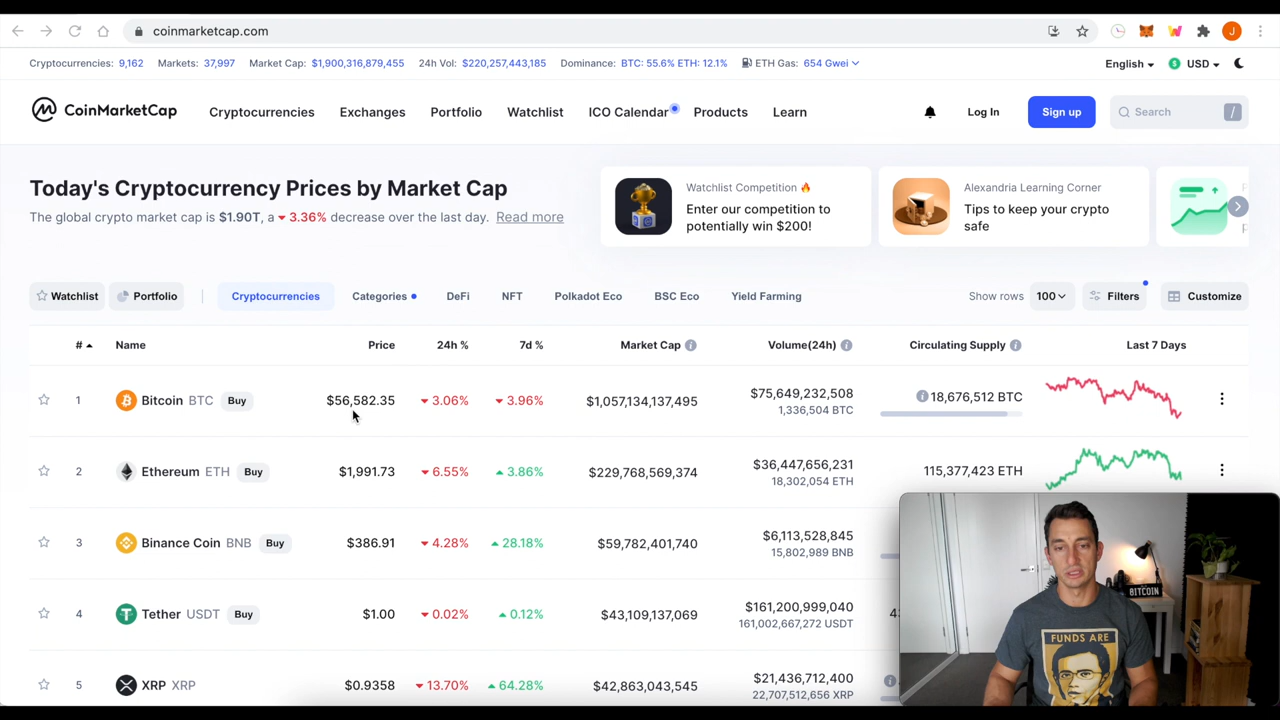 coinmarketcap.com
J
Cryptocurrencies: 9,162 Markets: 37,997 Market Cap: $1,900,316,879,455 24h Vol: $220,257,443,185 Dominance: BTC: 55.6% ETH: 12.1% ETH Gas: 654 Gwei English USD
CoinMarketCap Cryptocurrencies Exchanges Portfolio Watchlist ICO Calendar Products Learn Log In Sign up Search /
Today's Cryptocurrency Prices by Market Cap
The global crypto market cap is $1.90T, a 3.36% decrease over the last day. Read more
Watchlist Competition 🔥
Enter our competition to
potentially win $200!
Alexandria Learning Corner
Tips to keep your crypto
safe
Watchlist Portfolio Cryptocurrencies Categories DeFi NFT Polkadot Eco BSC Eco Yield Farming Show rows 100 Filters Customize
# Name Price 24h % 7d % Market Cap Volume(24h) Circulating Supply Last 7 Days
1 Bitcoin BTC Buy $56,582.35 3.06% 3.96% $1,057,134,137,495 $75,649,232,508 18,676,512 BTC
1,336,504 BTC
2 Ethereum ETH Buy $1,991.73 6.55% 3.86% $229,768,569,374 $36,447,656,231 115,377,423 ETH
18,302,054 ETH
3 Binance Coin BNB Buy $386.91 4.28% 28.18% $59,782,401,740 $6,113,528,845
15,802,989 BNB
4 Tether USDT Buy $1.00 0.02% 0.12% $43,109,137,069 $161,200,999,040
161,002,667,272 USDT
5 XRP XRP $0.9358 13.70% 64.28% $42,863,043,545 $21,436,712,400
22,707,512,656 XRP
BITCOIN
FUNDS ARE